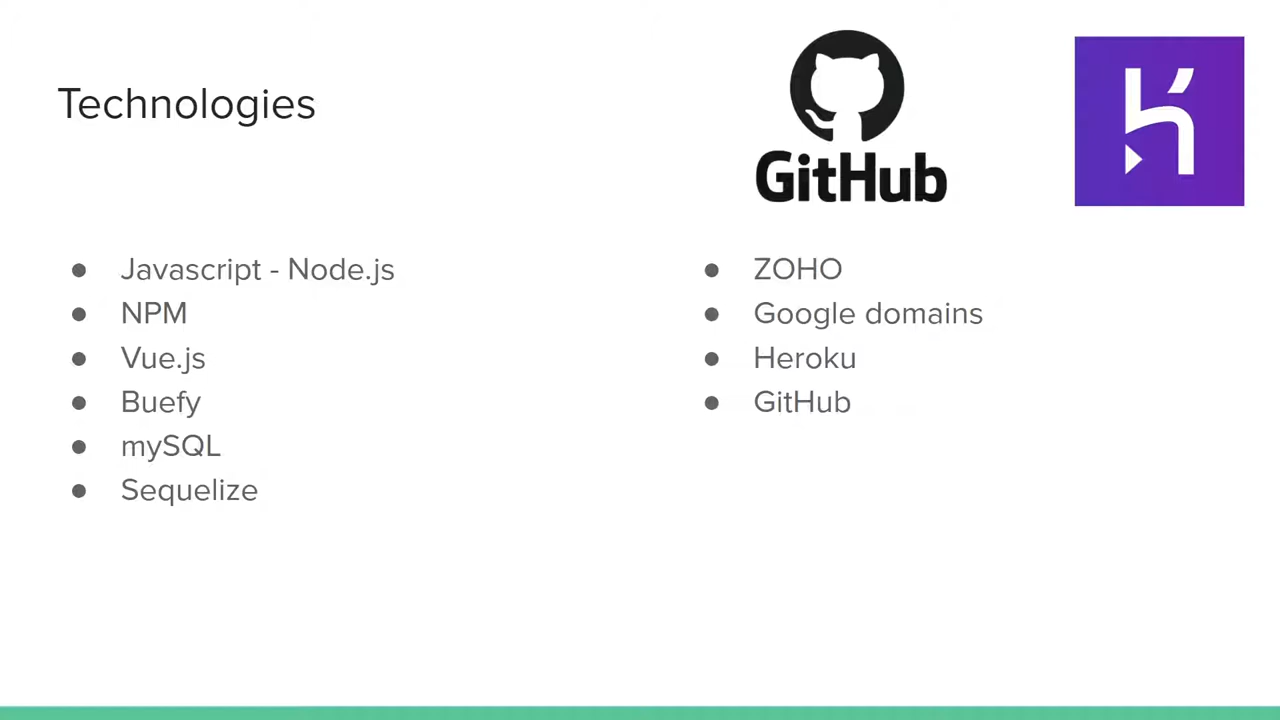 Technologies
GitHub
Javascript - Node.js
NPM
Vue.js
Buefy
mySQL
Sequelize
ZOHO
Google domains
Heroku
GitHub